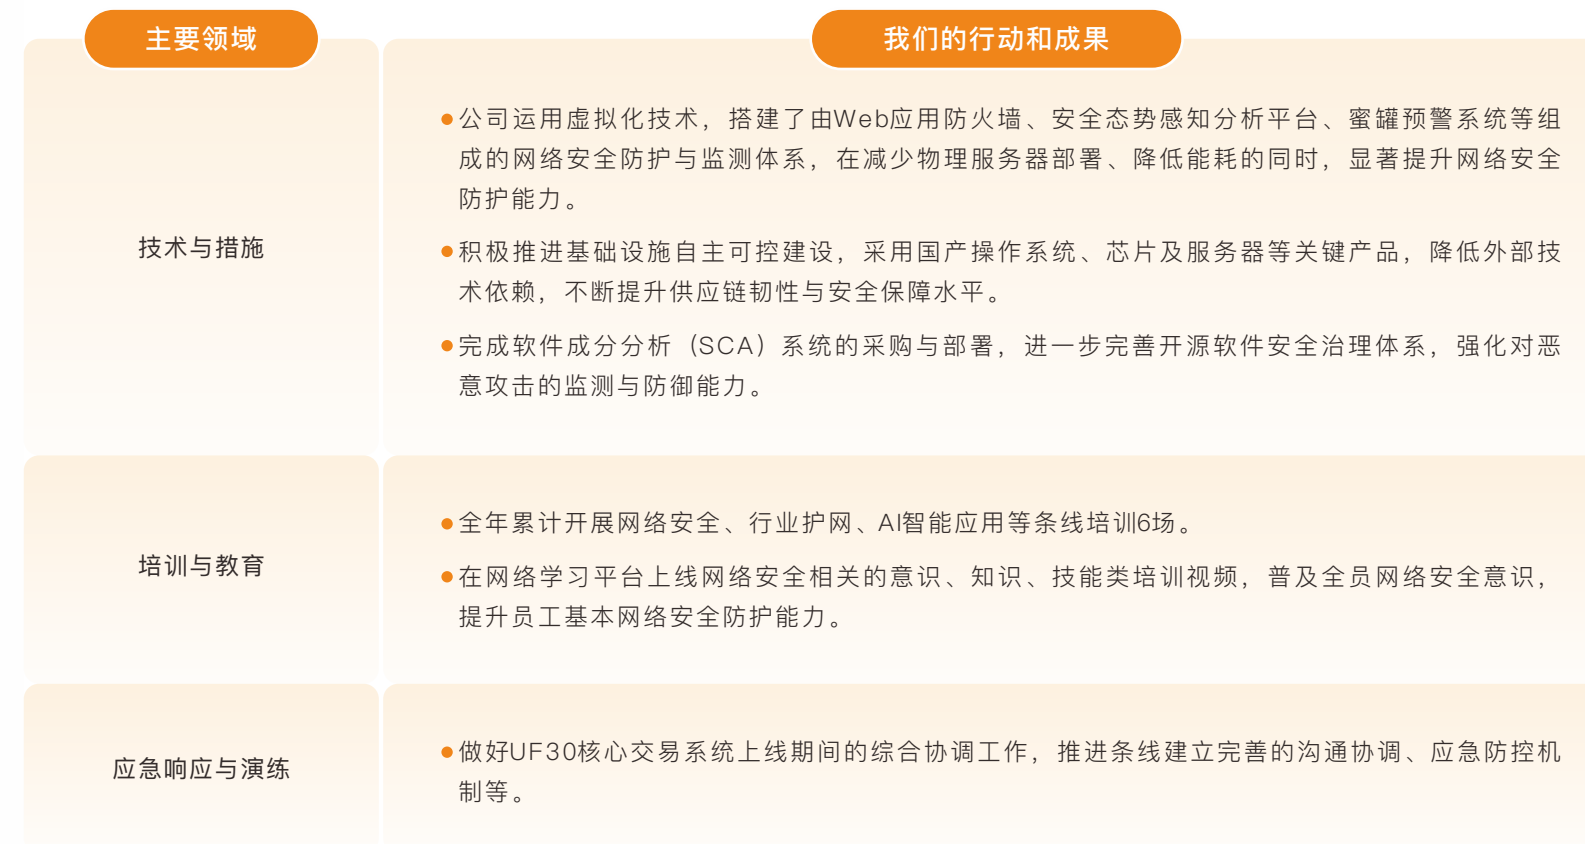 主要领域
我们的行动和成果
技术与措施
●公司运用虚拟化技术，搭建了由Web应用防火墙、安全态势感知分析平台、蜜罐预警系统等组
成的网络安全防护与监测体系，在减少物理服务器部署、降低能耗的同时，显著提升网络安全
防护能力。
●积极推进基础设施自主可控建设，采用国产操作系统、芯片及服务器等关键产品，降低外部技
术依赖，不断提升供应链韧性与安全保障水平。
●完成软件成分分析（SCA）系统的采购与部署，进一步完善开源软件安全治理体系，强化对恶
意攻击的监测与防御能力。
培训与教育
●全年累计开展网络安全、行业护网、AI智能应用等条线培训6场。
●在网络学习平台上线网络安全相关的意识、知识、技能类培训视频，普及全员网络安全意识，
提升员工基本网络安全防护能力。
应急响应与演练
●做好UF30核心交易系统上线期间的综合协调工作，推进条线建立完善的沟通协调、应急防控机
制等。